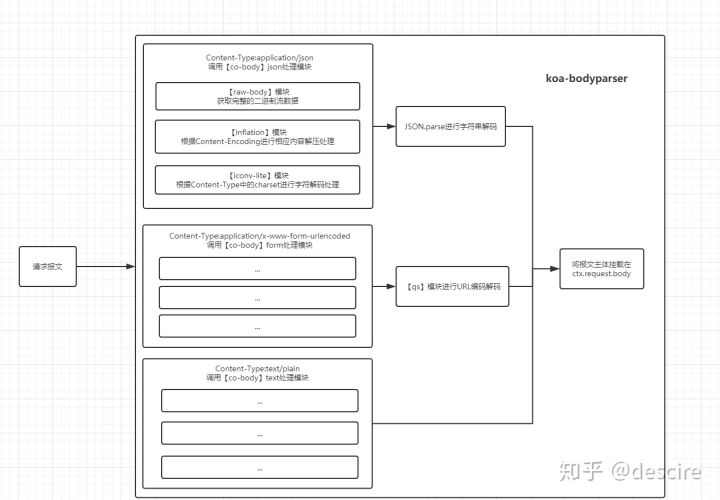 koa-bodyparser
Content-Type:application/json
调用【co-body】json处理模块
【raw-body】模块
获取完整的二进制流数据
【inflation】模块
根据Content-Encoding进行相应内容解压处理
【iconv-lite】模块
根据Content-Type中的charset进行字符解码处理
JSON.parse进行字符串解码
Content-Type:application/x-www-form-urlencoded
调用【co-body】form处理模块
...
...
...
请求报文
【qs】模块进行URL编码解码
将报文主体挂载在
ctx.request.body
Content-Type:text/plain
调用【co-body】text处理模块
...
...
...
知乎 @descire